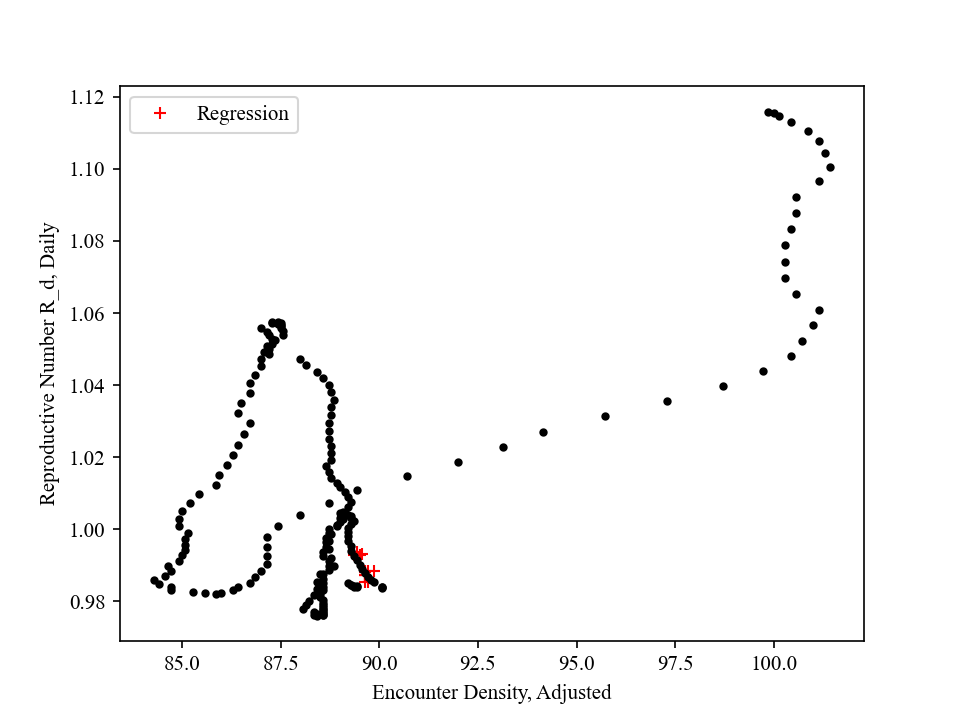 Regression
1.12
1.10
1.08
1.06
1.04
1.02
1.00
0.98
Reproductive Number R_d, Daily
85.0 87.5 90.0 92.5 95.0 97.5 100.0
Encounter Density, Adjusted